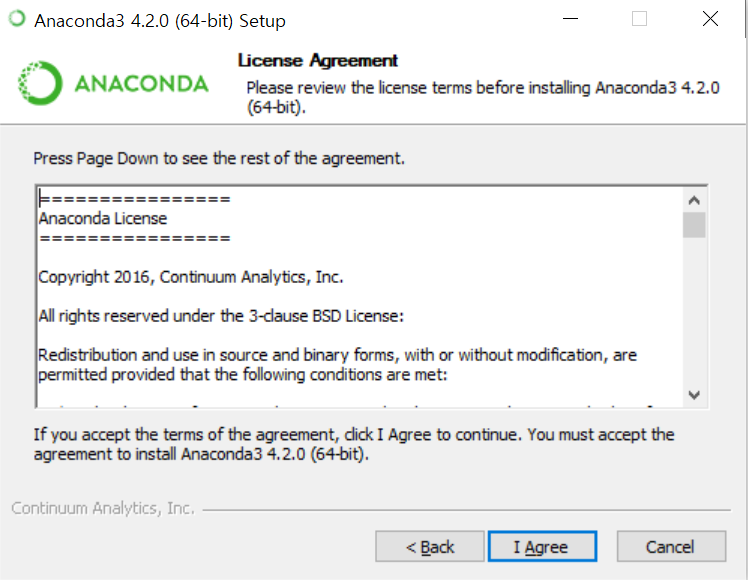 Anaconda3 4.2.0 (64-bit) Setup
ANACONDA
License Agreement
Please review the license terms before installing Anaconda3 4.2.0
(64-bit).
Press Page Down to see the rest of the agreement.
================
Anaconda License
================
Copyright 2016, Continuum Analytics, Inc.
All rights reserved under the 3-clause BSD License:
Redistribution and use in source and binary forms, with or without modification, are
permitted provided that the following conditions are met:
If you accept the terms of the agreement, click I Agree to continue. You must accept the
agreement to install Anaconda3 4.2.0 (64-bit).
Continuum Analytics, Inc.
< Back
I Agree
Cancel